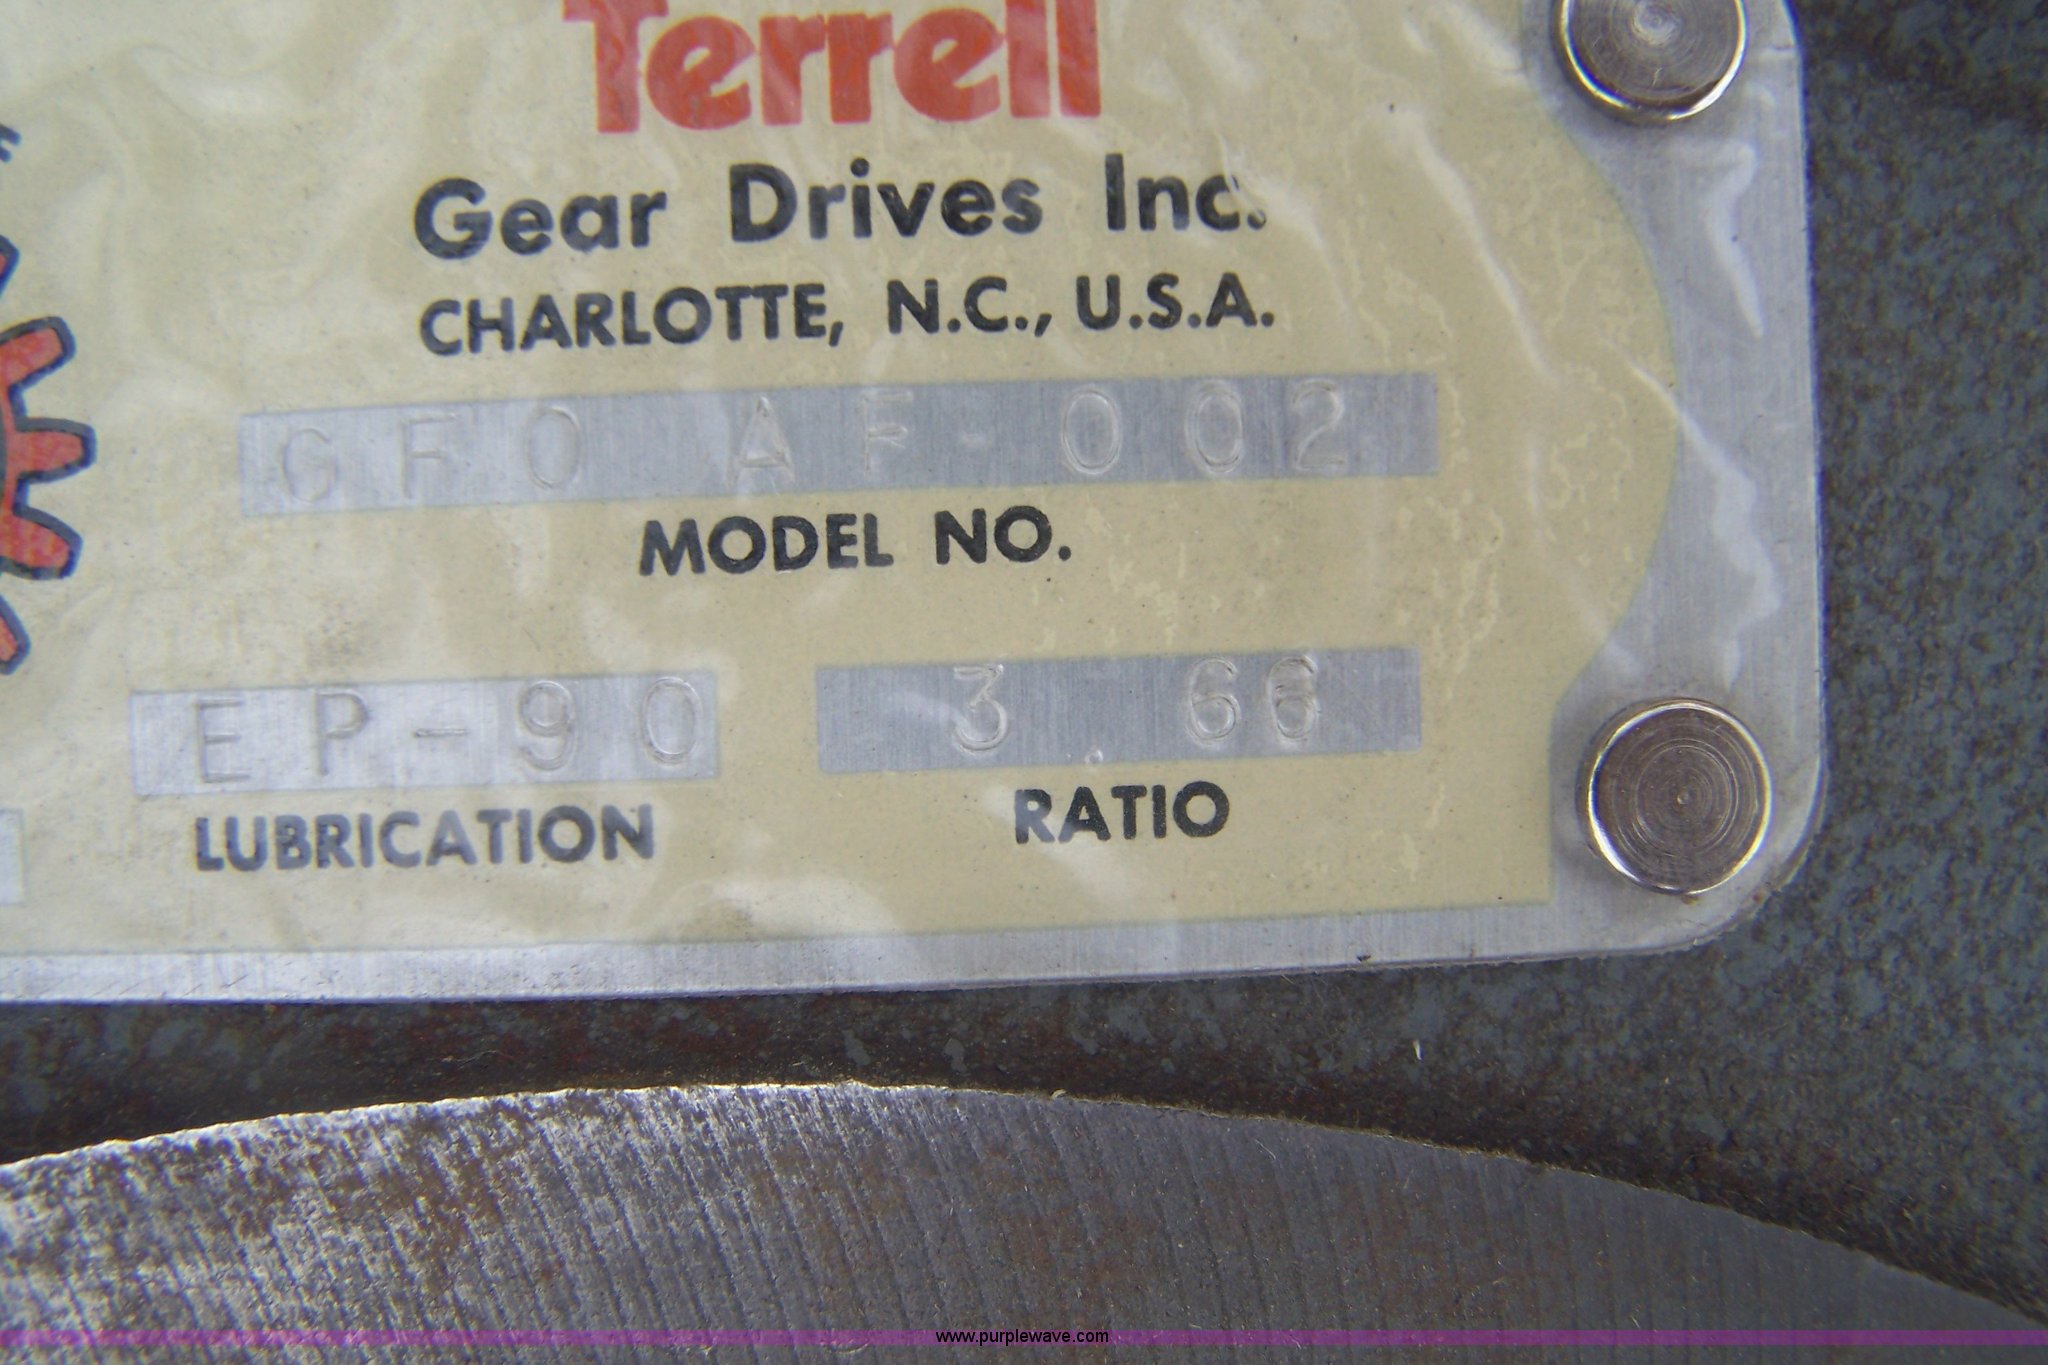 Terrell
Gear Drives Inc.
CHARLOTTE, N.C., U.S.A.
GFO AF-002
MODEL NO.
EP-90 3.66
LUBRICATION RATIO
www.purplewave.com